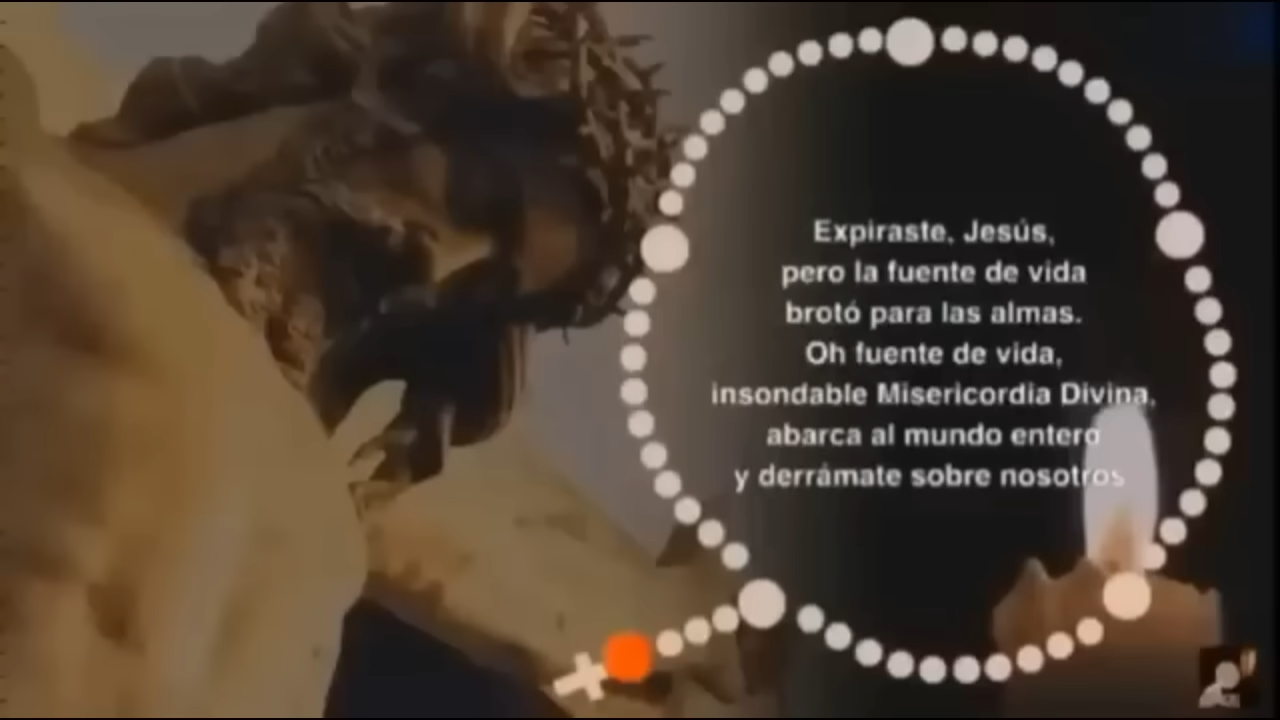 Expiraste, Jesús,
pero la fuente de vida
brotó para las almas.
Oh fuente de vida,
insondable Misericordia Divina,
abarca al mundo entero
y derrámate sobre nosotros